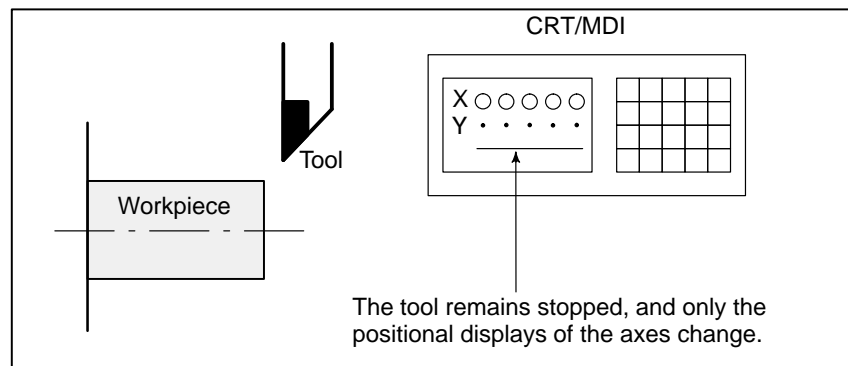 CRT/MDI
X
Y
Tool
Workpiece
The tool remains stopped, and only the
positional displays of the axes change.